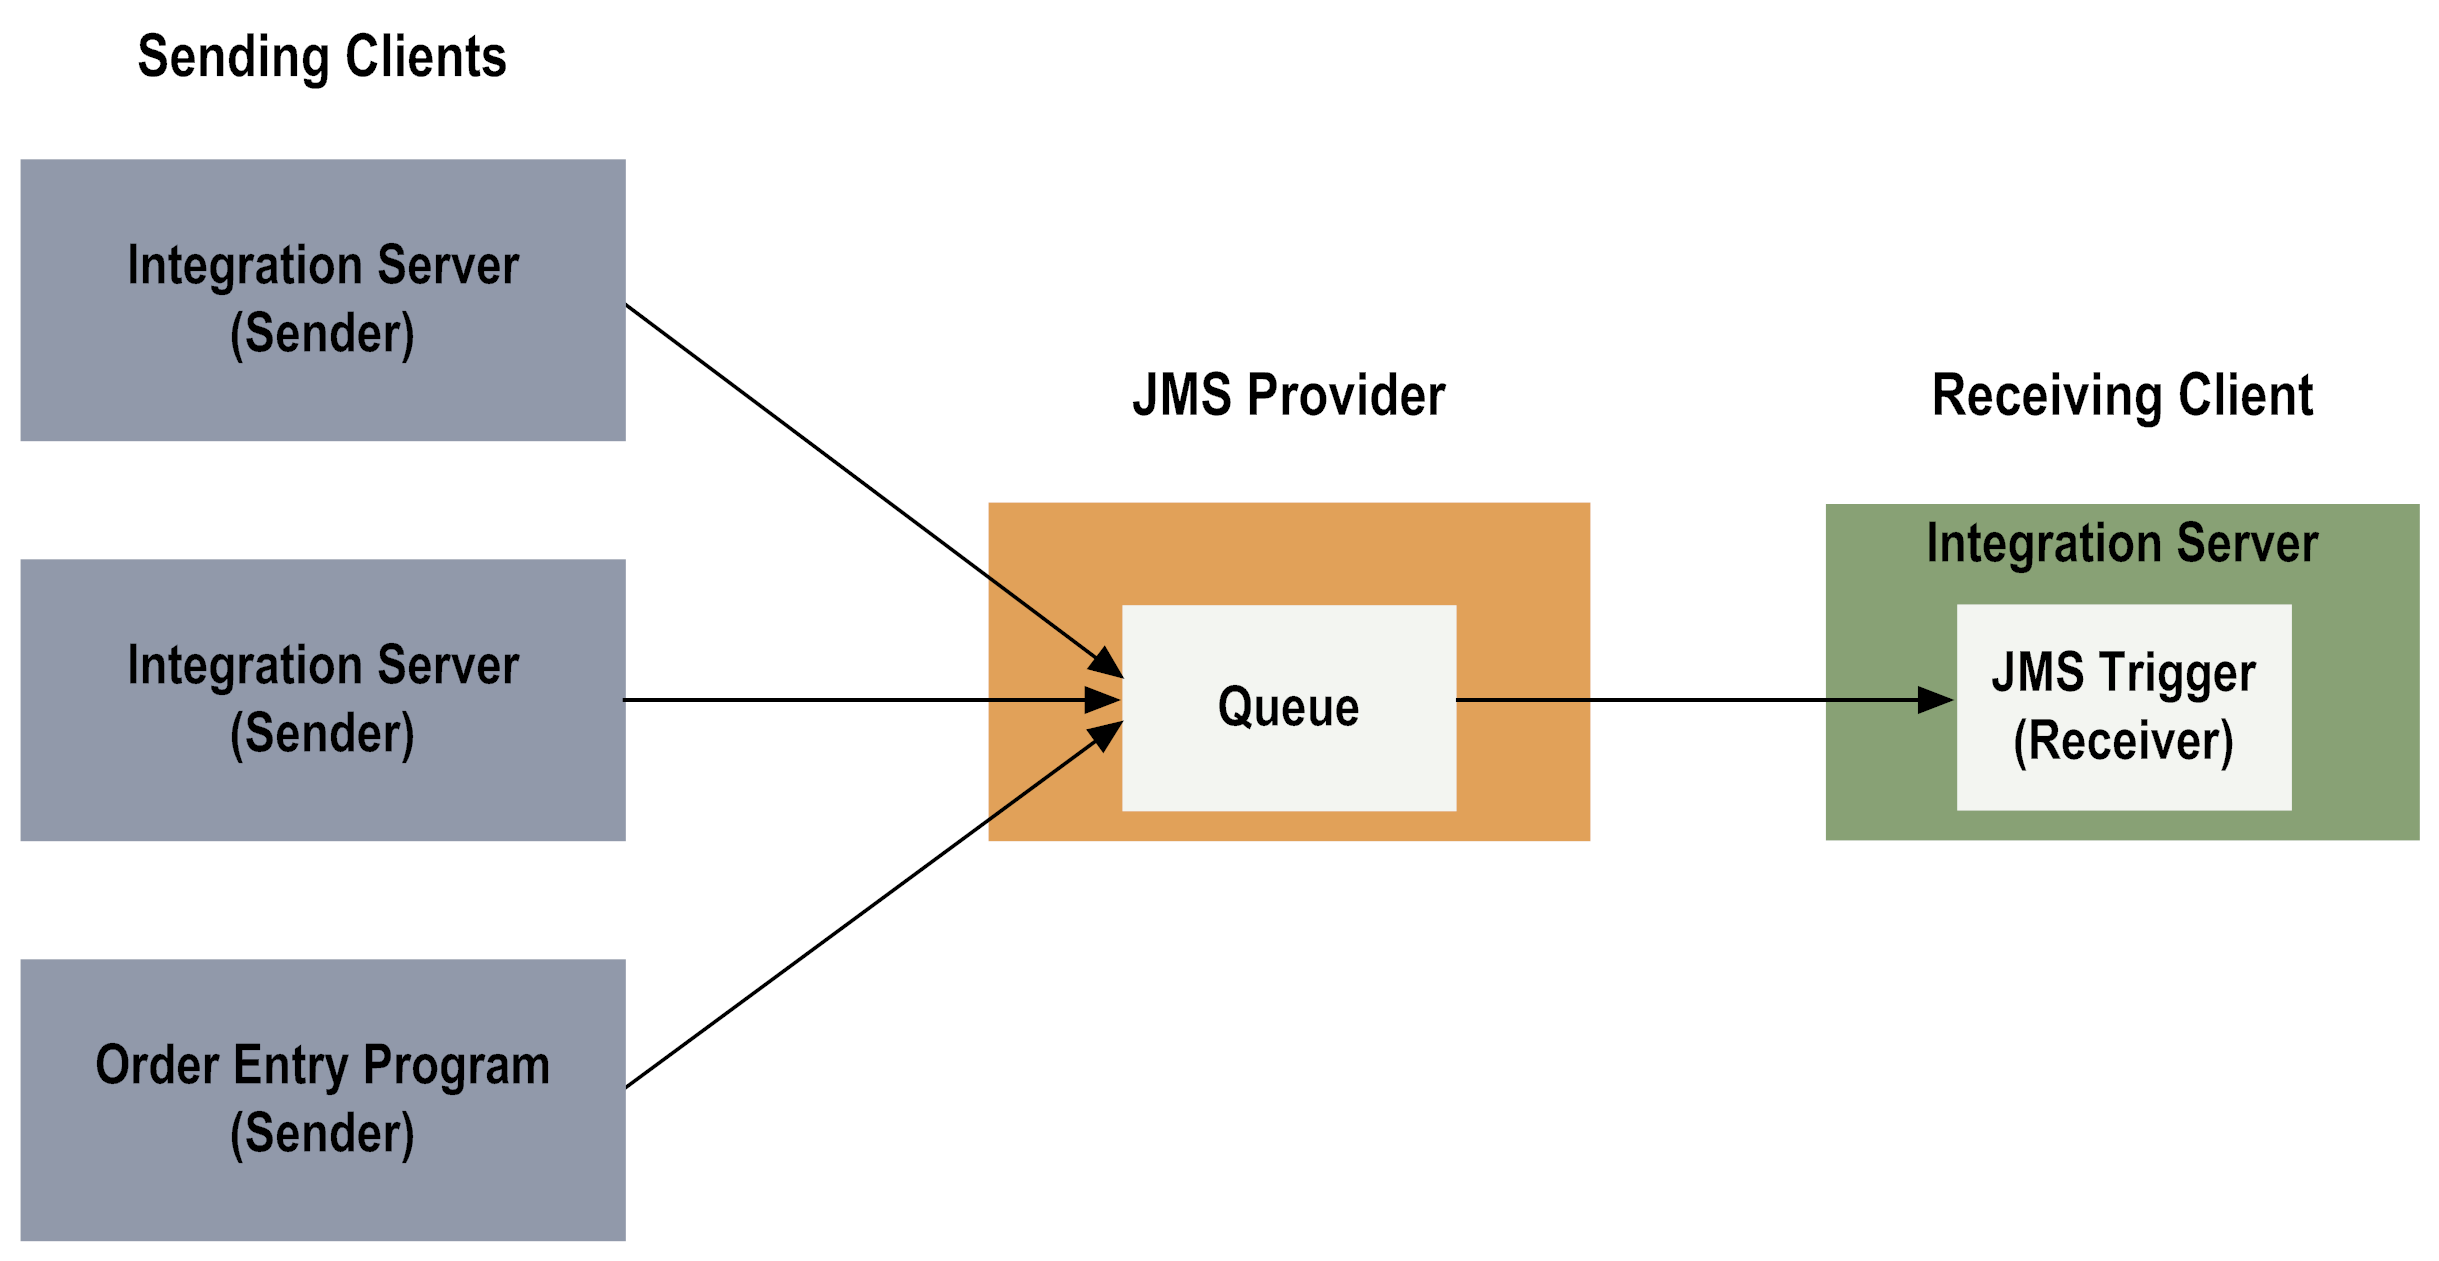 Sending Clients
Integration Server
(Sender)
Integration Server
(Sender)
Order Entry Program
(Sender)
JMS Provider
Queue
Receiving Client
Integration Server
JMS Trigger
(Receiver)